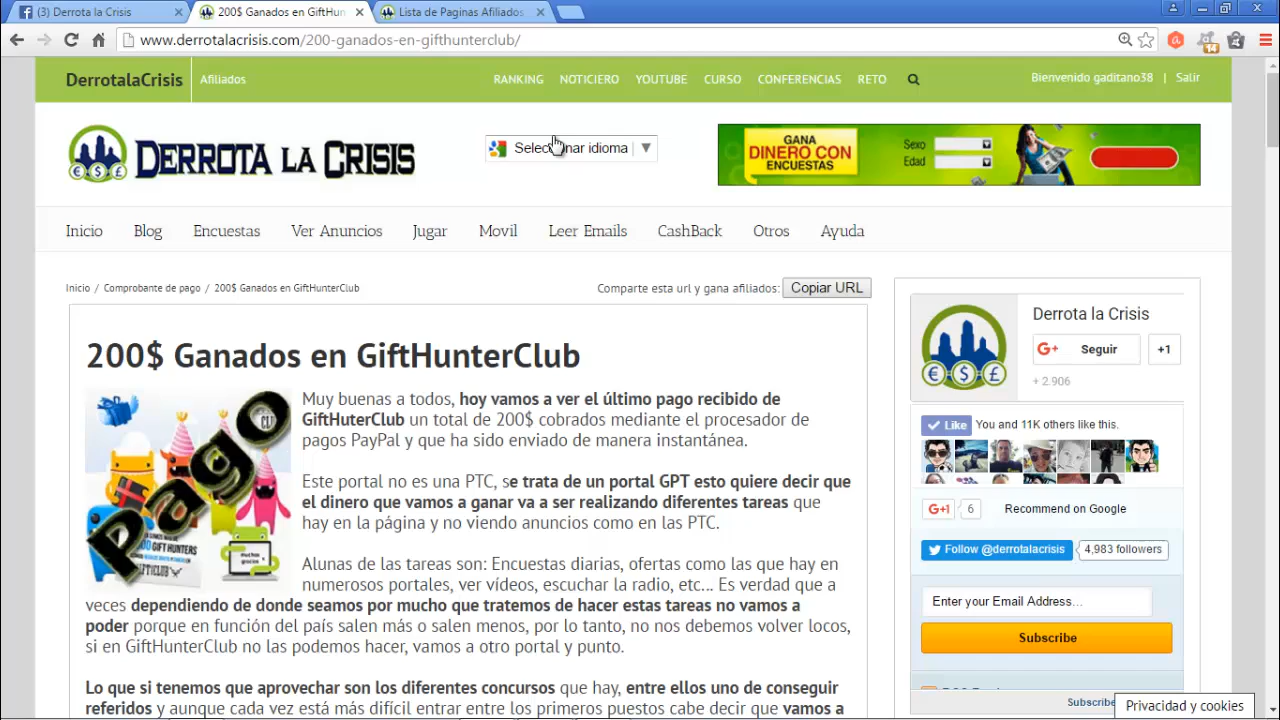 (3) Derrota la Crisis
200$ Ganados en GiftHun
Lista de Paginas Afiliados
www.derrotalacrisis.com/200-ganados-en-gifthunterclub/
14
DerrotalaCrisis
Afiliados
RANKING NOTICIERO YOUTUBE CURSO CONFERENCIAS RETO
Bienvenido gaditano38 | Salir
DERROTA LA CRISIS
€ $ £
Selec nar idioma
GANA
DINERO CON
ENCUESTAS
Sexo
Edad
Inicio Blog Encuestas Ver Anuncios Jugar Movil Leer Emails CashBack Otros Ayuda
Inicio / Comprobante de pago / 200$ Ganados en GiftHunterClub
Comparte esta url y gana afiliados: Copiar URL
200$ Ganados en GiftHunterClub
Pago
Muy buenas a todos, hoy vamos a ver el último pago recibido de
GiftHuterClub un total de 200$ cobrados mediante el procesador de
pagos PayPal y que ha sido enviado de manera instantánea.
Este portal no es una PTC, se trata de un portal GPT esto quiere decir que
el dinero que vamos a ganar va a ser realizando diferentes tareas que
hay en la página y no viendo anuncios como en las PTC.
Alunas de las tareas son: Encuestas diarias, ofertas como las que hay en
numerosos portales, ver vídeos, escuchar la radio, etc... Es verdad que a
veces dependiendo de donde seamos por mucho que tratemos de hacer estas tareas no vamos a
poder porque en función del país salen más o salen menos, por lo tanto, no nos debemos volver locos,
si en GiftHunterClub no las podemos hacer, vamos a otro portal y punto.
Lo que si tenemos que aprovechar son los diferentes concursos que hay, entre ellos uno de conseguir
referidos y aunque cada vez está más difícil entrar entre los primeros puestos cabe decir que vamos a
€ $ £
Derrota la Crisis
G+ Seguir +1
+ 2.906
Like You and 11K others like this.
G+1 6 Recommend on Google
Follow @derrotalacrisis 4,983 followers
Enter your Email Address...
Subscribe
Subscribe
Privacidad y cookies